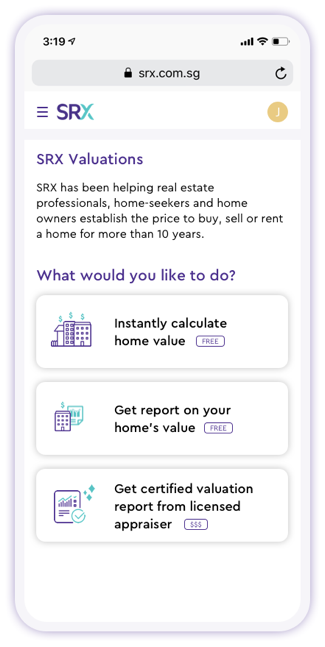 3:19
srx.com.sg
SRX
J
SRX Valuations
SRX has been helping real estate
professionals, home-seekers and home
owners establish the price to buy, sell or rent
a home for more than 10 years.
What would you like to do?
$ $ $
Instantly calculate
home value FREE
$
Get report on your
home's value FREE
Get certified valuation
report from licensed
appraiser $$$